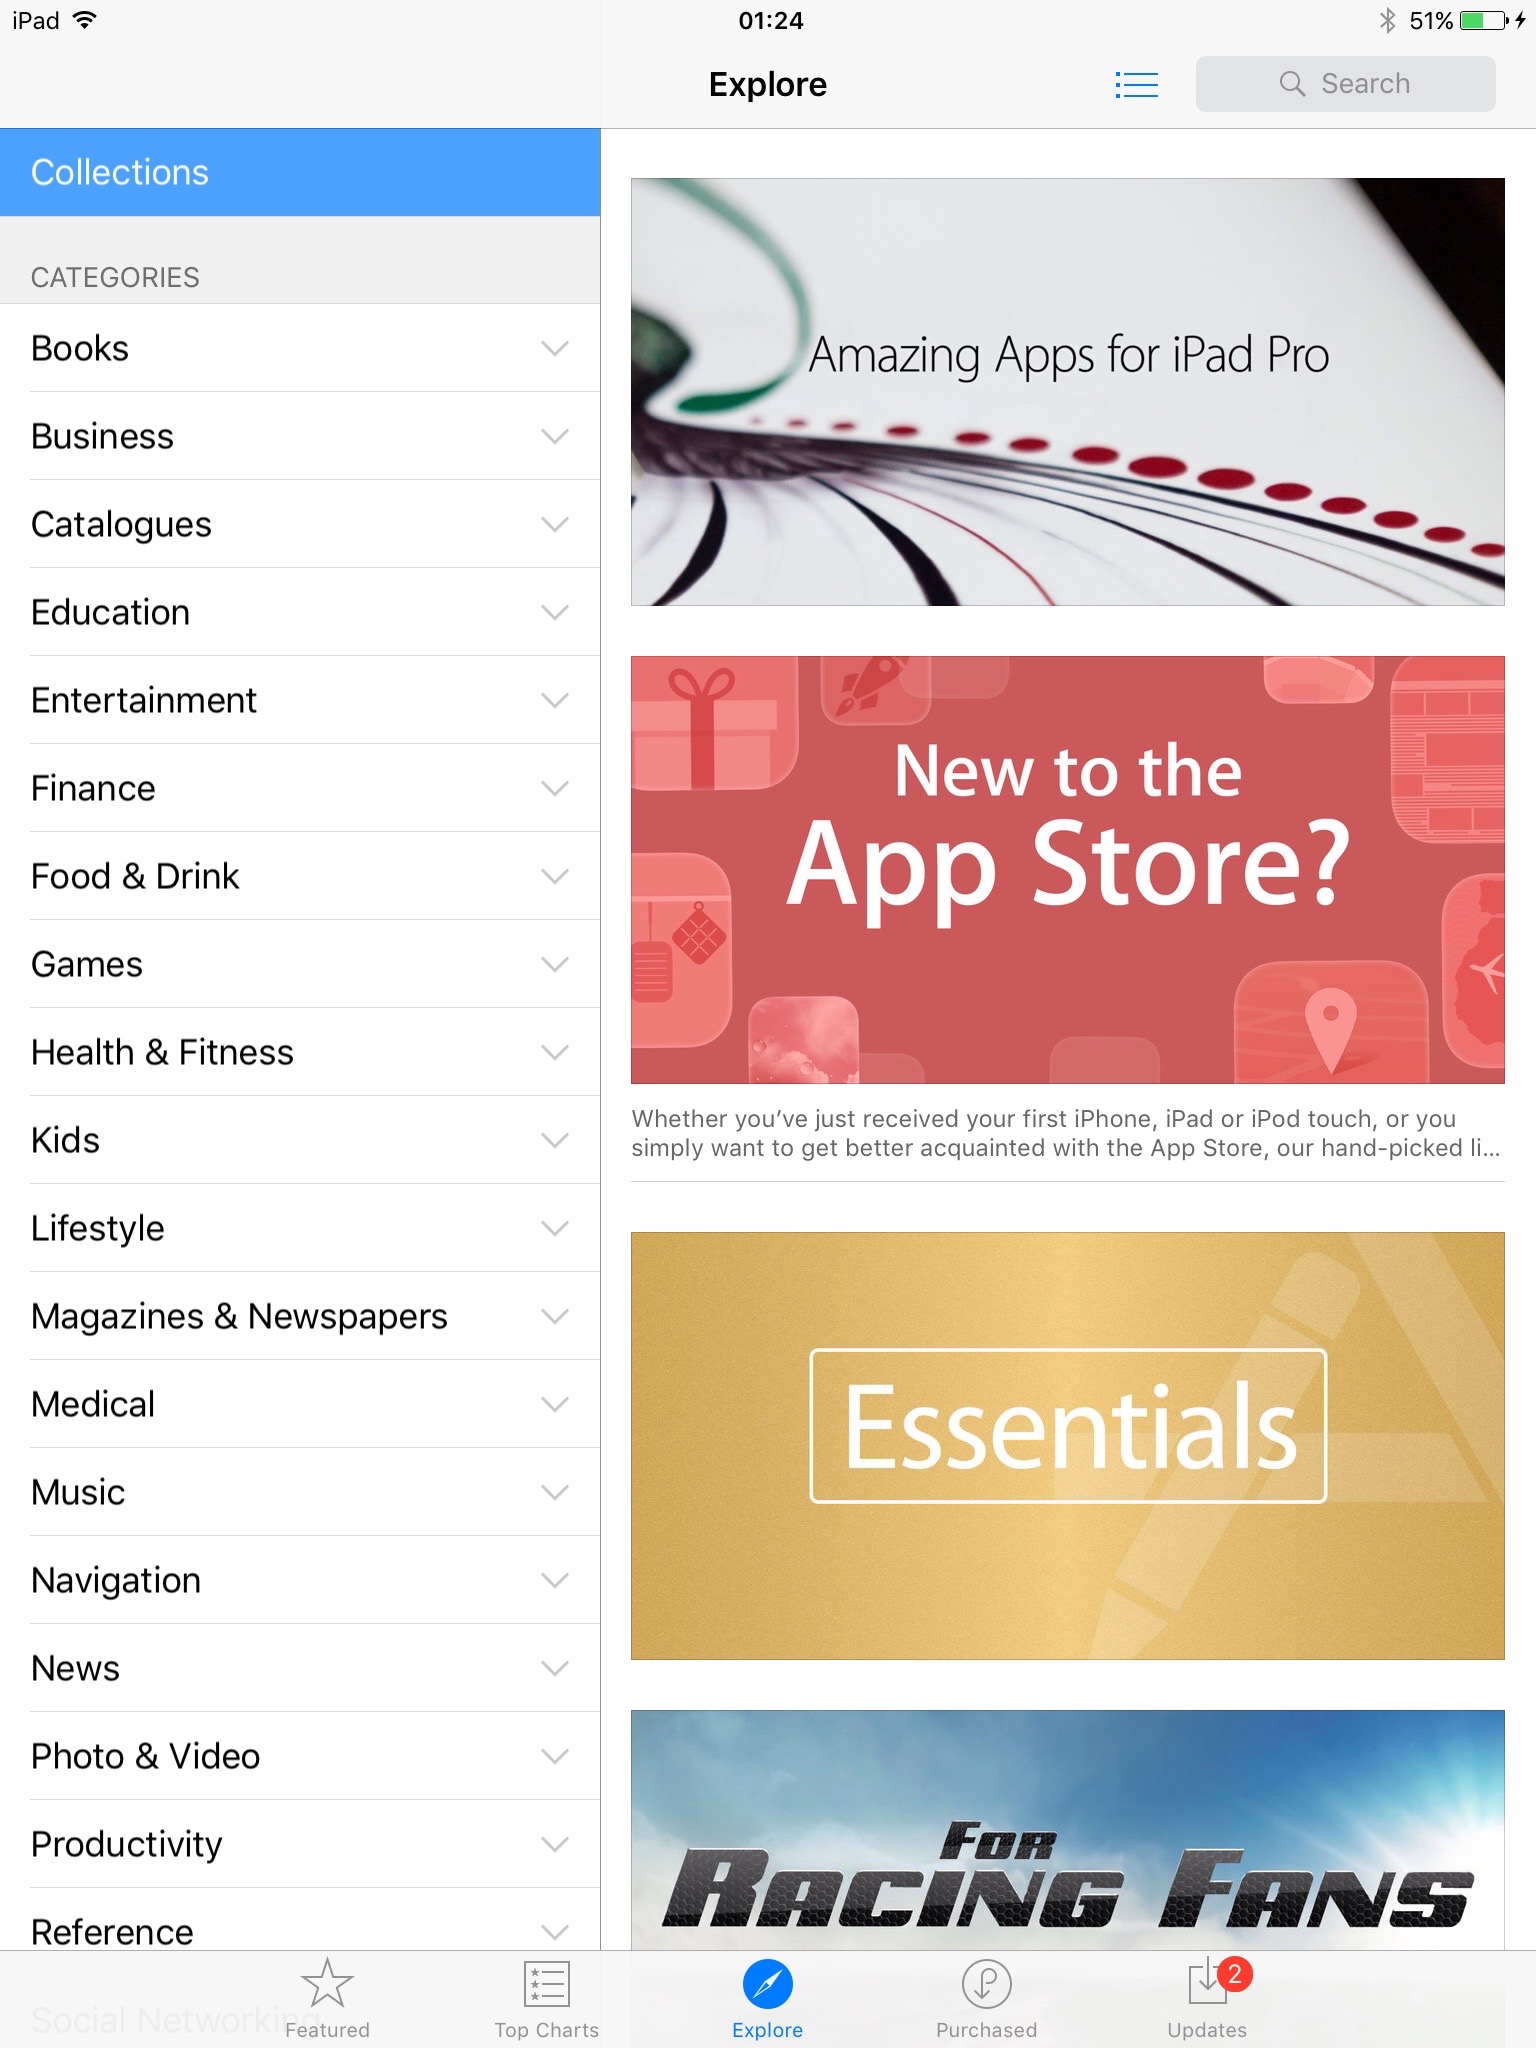 iPad
01:24
51%
Explore
Search
Collections
CATEGORIES
Books
Business
Catalogues
Education
Entertainment
Finance
Food & Drink
Games
Health & Fitness
Kids
Lifestyle
Magazines & Newspapers
Medical
Music
Navigation
News
Photo & Video
Productivity
Reference
Social Networking
Amazing Apps for iPad Pro
New to the
App Store?
Whether you’ve just received your first iPhone, iPad or iPod touch, or you
simply want to get better acquainted with the App Store, our hand-picked li...
Essentials
FOR
RACING FANS
Featured
Top Charts
Explore
Purchased
2
Updates